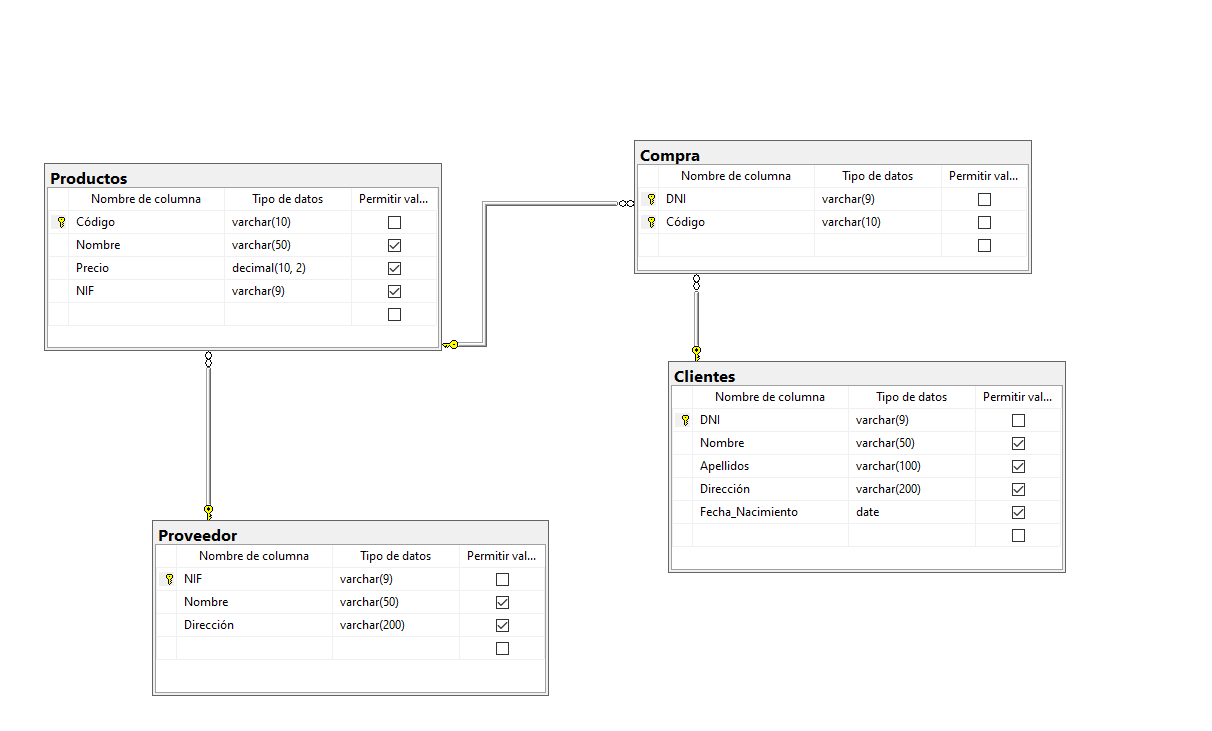 Productos
Nombre de columna Tipo de datos Permitir val...
Código varchar(10)
Nombre varchar(50)
Precio decimal(10, 2)
NIF varchar(9)
Compra
Nombre de columna Tipo de datos Permitir val...
DNI varchar(9)
Código varchar(10)
Clientes
Nombre de columna Tipo de datos Permitir val...
DNI varchar(9)
Nombre varchar(50)
Apellidos varchar(100)
Dirección varchar(200)
Fecha_Nacimiento date
Proveedor
Nombre de columna Tipo de datos Permitir val...
NIF varchar(9)
Nombre varchar(50)
Dirección varchar(200)